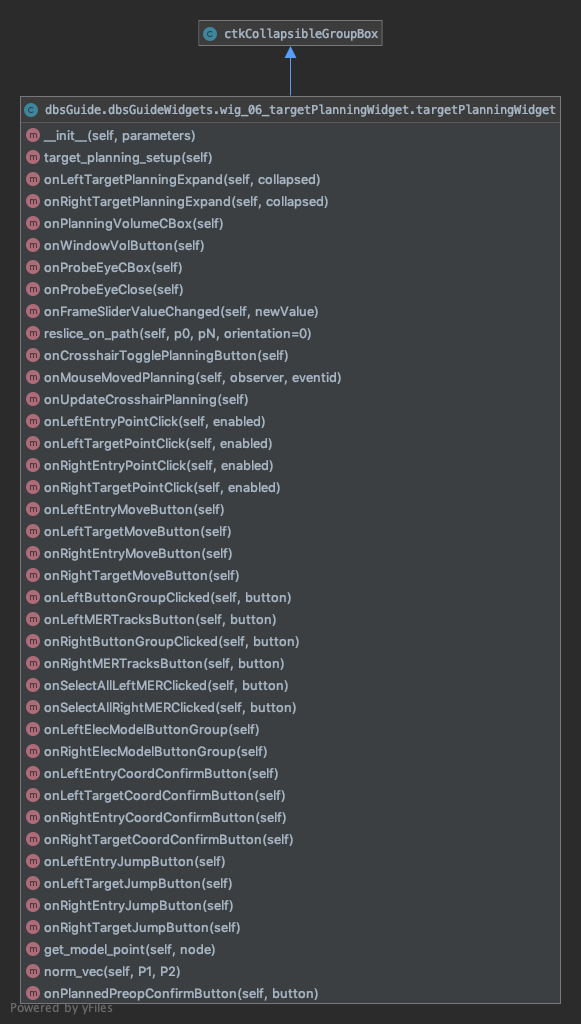 ctkCollapsibleGroupBox
dbsGuide.dbsGuideWidgets.wig_06_targetPlanningWidget.targetPlanningWidget
__init__(self, parameters)
target_planning_setup(self)
onLeftTargetPlanningExpand(self, collapsed)
onRightTargetPlanningExpand(self, collapsed)
onPlanningVolumeCBox(self)
onWindowVolButton(self)
onProbeEyeCBox(self)
onProbeEyeClose(self)
onFrameSliderValueChanged(self, newValue)
reslice_on_path(self, p0, pN, orientation=0)
onCrosshairTogglePlanningButton(self)
onMouseMovedPlanning(self, observer, eventid)
onUpdateCrosshairPlanning(self)
onLeftEntryPointClick(self, enabled)
onLeftTargetPointClick(self, enabled)
onRightEntryPointClick(self, enabled)
onRightTargetPointClick(self, enabled)
onLeftEntryMoveButton(self)
onLeftTargetMoveButton(self)
onRightEntryMoveButton(self)
onRightTargetMoveButton(self)
onLeftButtonGroupClicked(self, button)
onLeftMERTracksButton(self, button)
onRightButtonGroupClicked(self, button)
onRightMERTracksButton(self, button)
onSelectAllLeftMERClicked(self, button)
onSelectAllRightMERClicked(self, button)
onLeftElecModelButtonGroup(self)
onRightElecModelButtonGroup(self)
onLeftEntryCoordConfirmButton(self)
onLeftTargetCoordConfirmButton(self)
onRightEntryCoordConfirmButton(self)
onRightTargetCoordConfirmButton(self)
onLeftEntryJumpButton(self)
onLeftTargetJumpButton(self)
onRightEntryJumpButton(self)
onRightTargetJumpButton(self)
get_model_point(self, node)
norm_vec(self, P1, P2)
onPlannedPreopConfirmButton(self, button)
Powered by yFiles